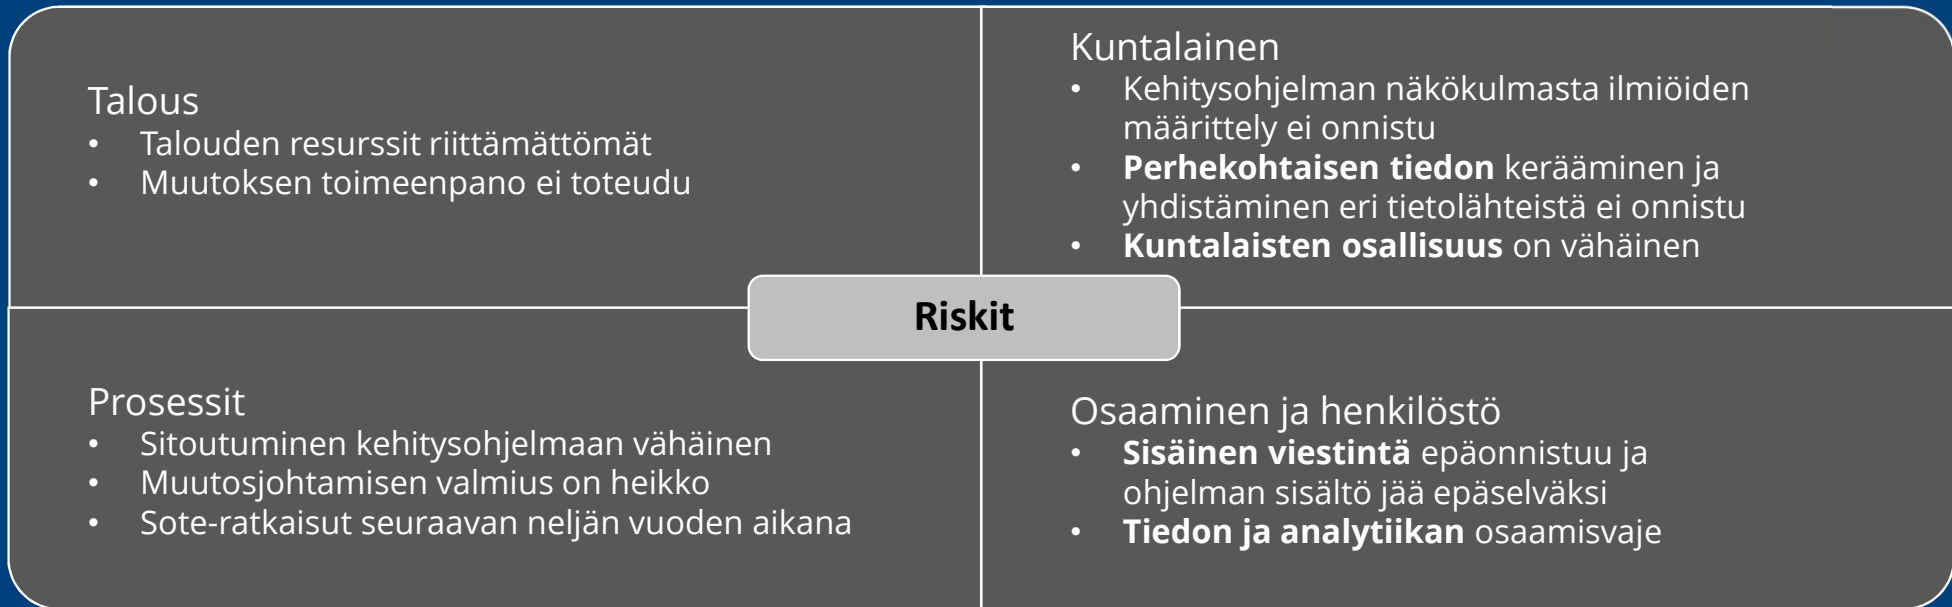 Talous
• Talouden resurssit riittämättömät
• Muutoksen toimeenpano ei toteudu
Kuntalainen
• Kehitysohjelman näkökulmasta ilmiöiden
määrittely ei onnistu
• Perhekohtaisen tiedon kerääminen ja
yhdistäminen eri tietolähteistä ei onnistu
• Kuntalaisten osallisuus on vähäinen
Riskit
Prosessit
• Sitoutuminen kehitysohjelmaan vähäinen
• Muutosjohtamisen valmius on heikko
• Sote-ratkaisut seuraavan neljän vuoden aikana
Osaaminen ja henkilöstö
• Sisäinen viestintä epäonnistuu ja
ohjelman sisältö jää epäselväksi
• Tiedon ja analytiikan osaamisvaje